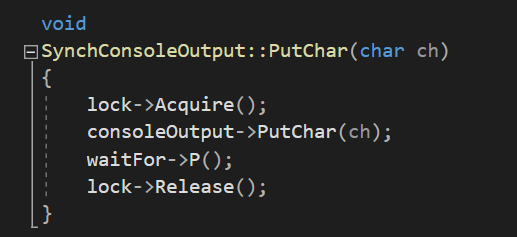 void
SynchConsoleOutput::PutChar(char ch)
{
    lock->Acquire();
    consoleOutput->PutChar(ch);
    waitFor->P();
    lock->Release();
}